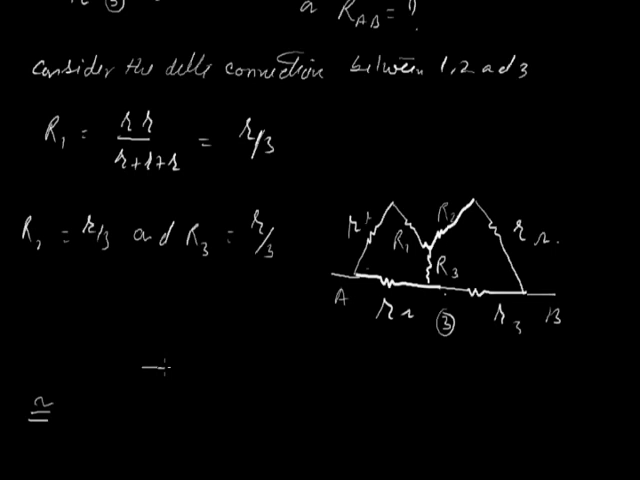 R_AB = ?
Consider the delta connection between 1, 2 and 3
R₁ = r r / r+r+r = r/3
R₂ = r/3 and R₃ = r/3
R₁ R₂ r
R₃
A r ③ r B
≅